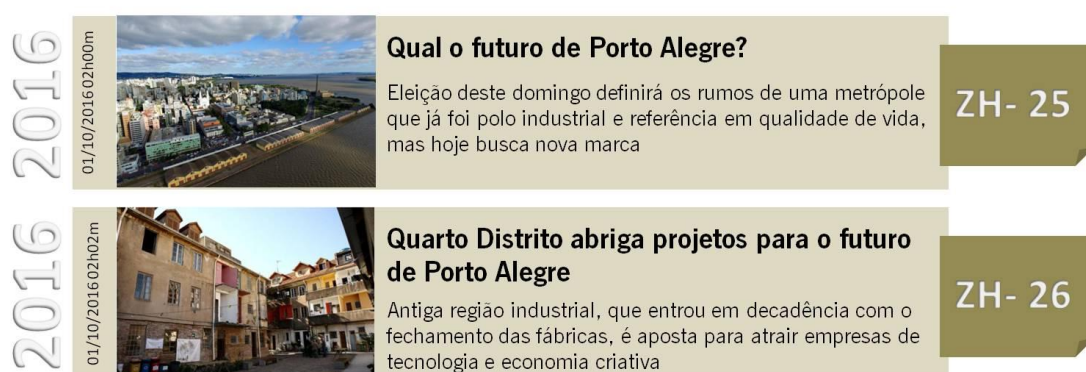 2016
01/10/2016 02h00m
Qual o futuro de Porto Alegre?
Eleição deste domingo definirá os rumos de uma metrópole
que já foi polo industrial e referência em qualidade de vida,
mas hoje busca nova marca
ZH- 25
2016
01/10/2016 02h02m
Quarto Distrito abriga projetos para o futuro
de Porto Alegre
Antiga região industrial, que entrou em decadência com o
fechamento das fábricas, é aposta para atrair empresas de
tecnologia e economia criativa
ZH- 26